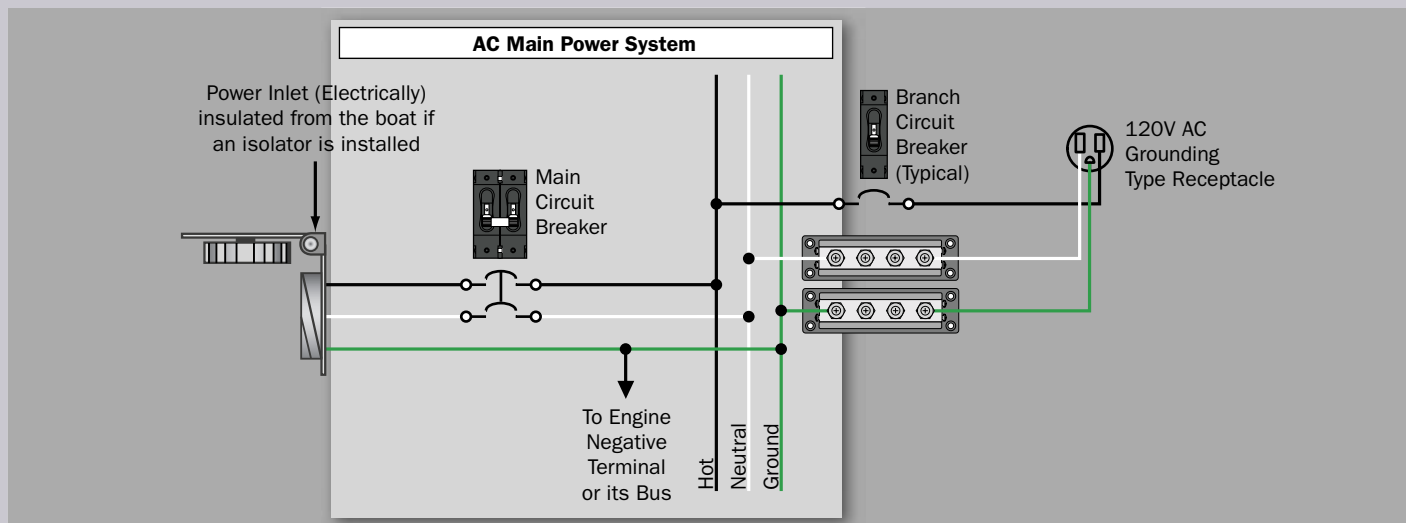 AC Main Power System
Power Inlet (Electrically)
insulated from the boat if
an isolator is installed
Main
Circuit
Breaker
Branch
Circuit
Breaker
(Typical)
120V AC
Grounding
Type Receptacle
To Engine
Negative
Terminal
or its Bus
Hot
Neutral
Ground